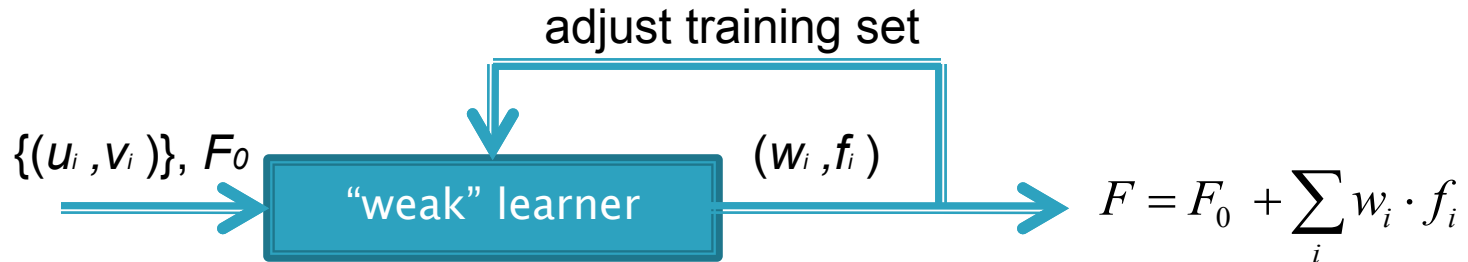 adjust training set
{(uᵢ ,vᵢ )}, F₀
(wᵢ ,fᵢ )
“weak” learner
F = F₀ + ∑ᵢ wᵢ · fᵢ